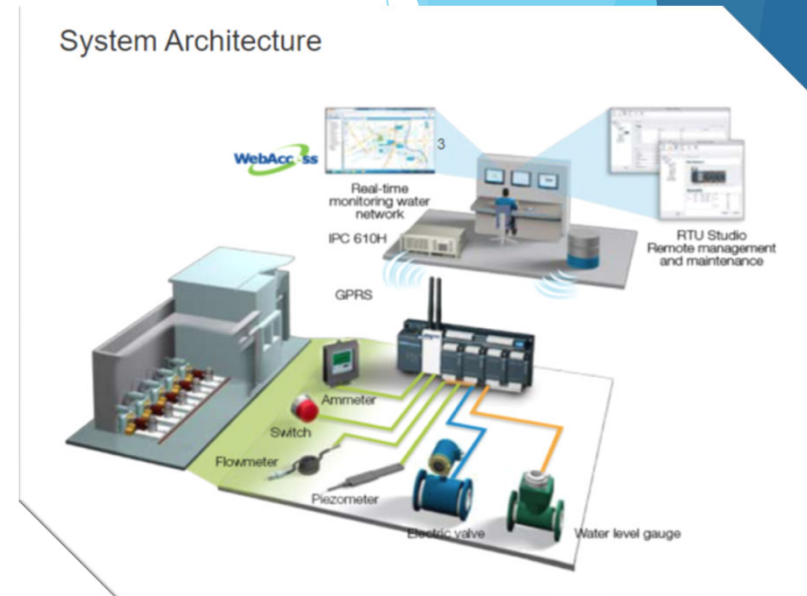 System Architecture
WebAccess
3
Real-time
monitoring water
network
IPC 610H
RTU Studio
Remote management
and maintenance
GPRS
Ammeter
Switch
Flowmeter
Piezometer
Electric valve
Water level gauge